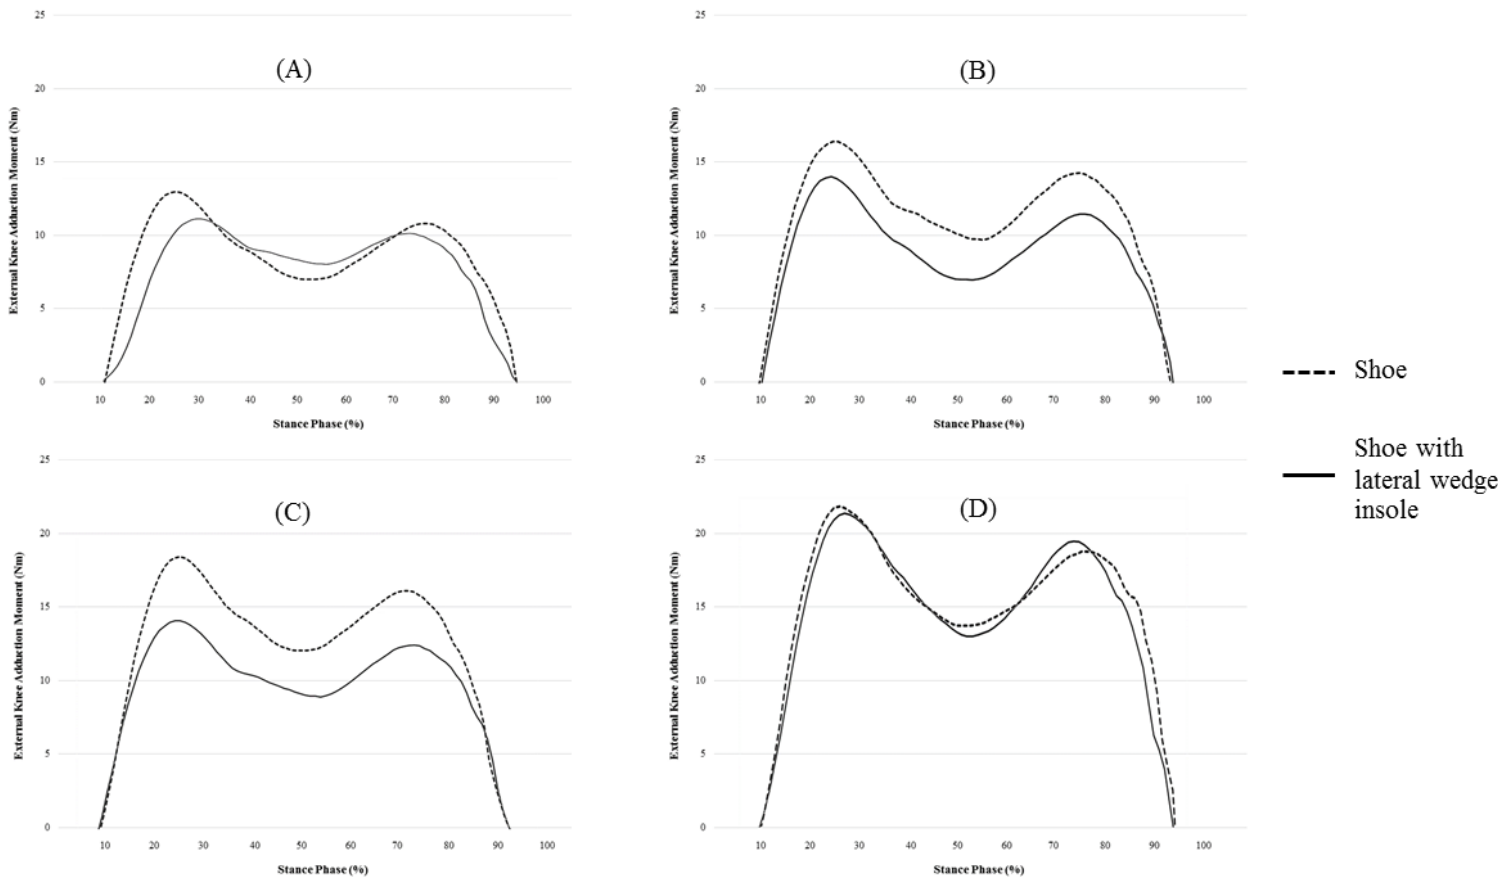 (A)
External Knee Adduction Moment (Nm)
25
20
15
10
5
0
10 20 30 40 50 60 70 80 90 100
Stance Phase (%)
(B)
External Knee Adduction Moment (Nm)
25
20
15
10
5
0
10 20 30 40 50 60 70 80 90 100
Stance Phase (%)
(C)
External Knee Adduction Moment (Nm)
25
20
15
10
5
0
10 20 30 40 50 60 70 80 90 100
Stance Phase (%)
(D)
External Knee Adduction Moment (Nm)
25
20
15
10
5
0
10 20 30 40 50 60 70 80 90 100
Stance Phase (%)
Shoe
Shoe with
lateral wedge
insole